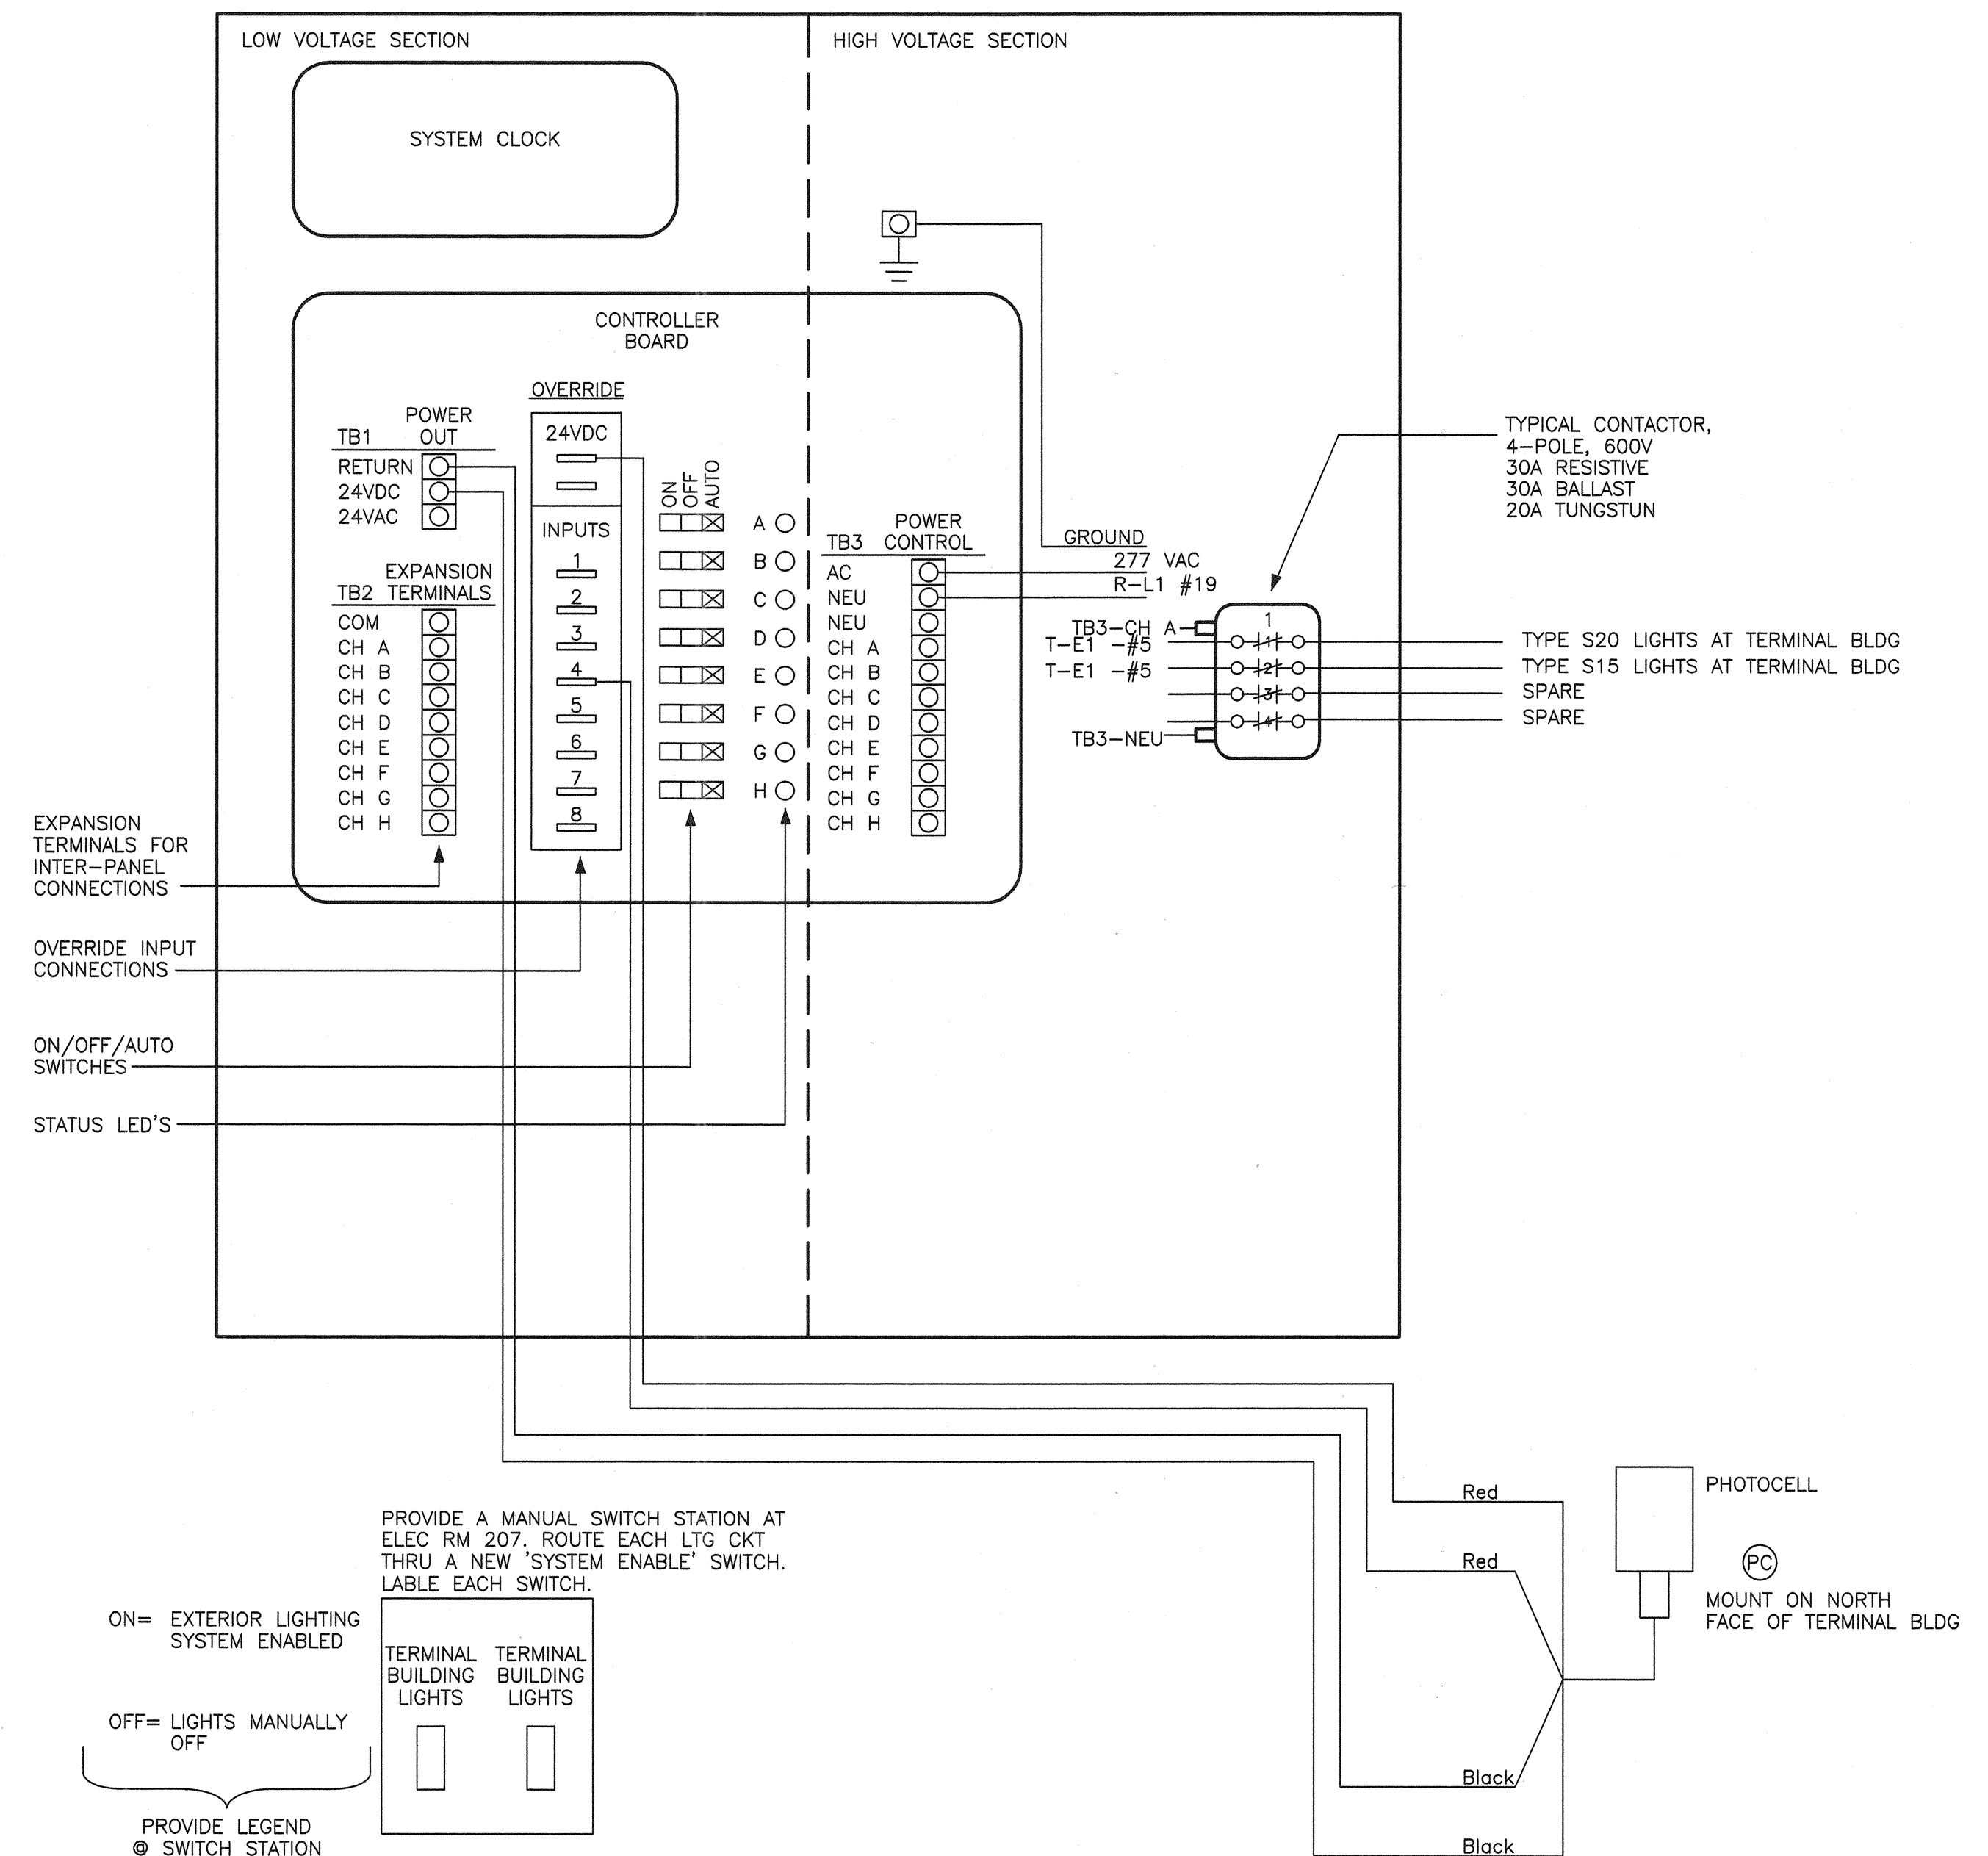 LOW VOLTAGE SECTION
HIGH VOLTAGE SECTION
SYSTEM CLOCK
CONTROLLER
BOARD
OVERRIDE
24VDC
INPUTS
1
2
3
4
5
6
7
8
POWER
TB1 OUT
RETURN
24VDC
24VAC
EXPANSION
TB2 TERMINALS
COM
CH A
CH B
CH C
CH D
CH E
CH F
CH G
CH H
ON
OFF
AUTO
A
B
C
D
E
F
G
H
POWER
TB3 CONTROL
AC
NEU
NEU
CH A
CH B
CH C
CH D
CH E
CH F
CH G
CH H
GROUND
277 VAC
R-L1 #19
TYPICAL CONTACTOR,
4-POLE, 600V
30A RESISTIVE
30A BALLAST
20A TUNGSTUN
TB3-CH A
T-E1 -#5
T-E1 -#5
TB3-NEU
1
1
2
3
4
TYPE S20 LIGHTS AT TERMINAL BLDG
TYPE S15 LIGHTS AT TERMINAL BLDG
SPARE
SPARE
EXPANSION
TERMINALS FOR
INTER-PANEL
CONNECTIONS
OVERRIDE INPUT
CONNECTIONS
ON/OFF/AUTO
SWITCHES
STATUS LED'S
Red
Red
Black
Black
PHOTOCELL
PC
MOUNT ON NORTH
FACE OF TERMINAL BLDG
PROVIDE A MANUAL SWITCH STATION AT
ELEC RM 207. ROUTE EACH LTG CKT
THRU A NEW 'SYSTEM ENABLE' SWITCH.
LABLE EACH SWITCH.
TERMINAL
BUILDING
LIGHTS
TERMINAL
BUILDING
LIGHTS
ON= EXTERIOR LIGHTING
SYSTEM ENABLED
OFF= LIGHTS MANUALLY
OFF
PROVIDE LEGEND
@ SWITCH STATION